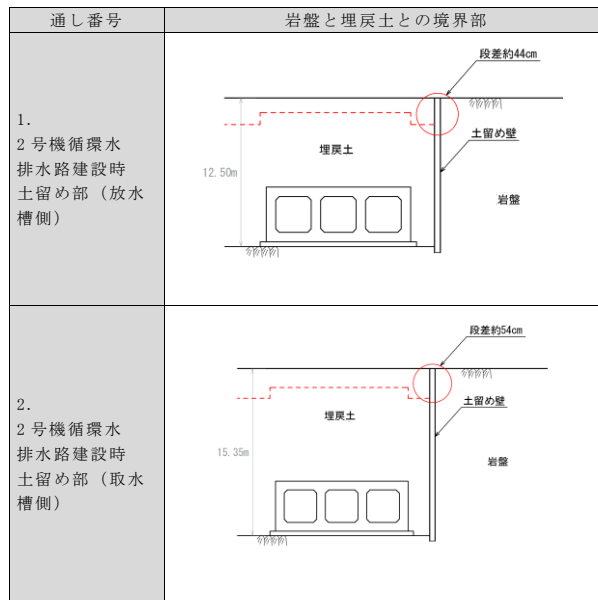 通し番号
岩盤と埋戻土との境界部
1.
2号機循環水
排水路建設時
土留め部（放水
槽側）
段差約44cm
土留め壁
埋戻土
12.50m
岩盤
2.
2号機循環水
排水路建設時
土留め部（取水
槽側）
段差約54cm
土留め壁
埋戻土
15.35m
岩盤